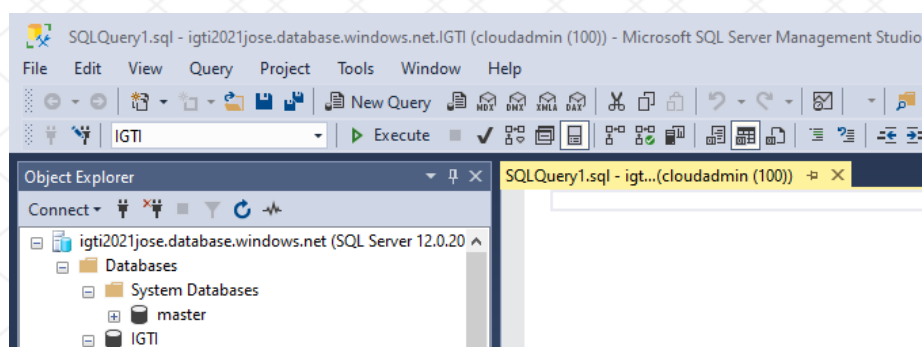 SQLQuery1.sql - igti2021jose.database.windows.net.IGTI (cloudadmin (100)) - Microsoft SQL Server Management Studio
File Edit View Query Project Tools Window Help
New Query MDX DMX XMLA DAX
IGTI Execute
Object Explorer
SQLQuery1.sql - igt...(cloudadmin (100))
Connect
igti2021jose.database.windows.net (SQL Server 12.0.20
Databases
System Databases
master
IGTI